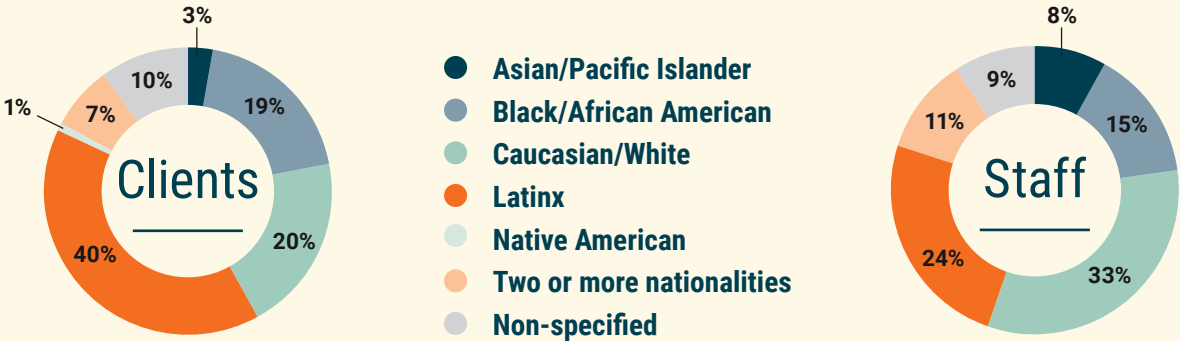 3%
10%
19%
7%
1%
Clients
20%
40%
Asian/Pacific Islander
Black/African American
Caucasian/White
Latinx
Native American
Two or more nationalities
Non-specified
8%
9%
11%
15%
Staff
24%
33%